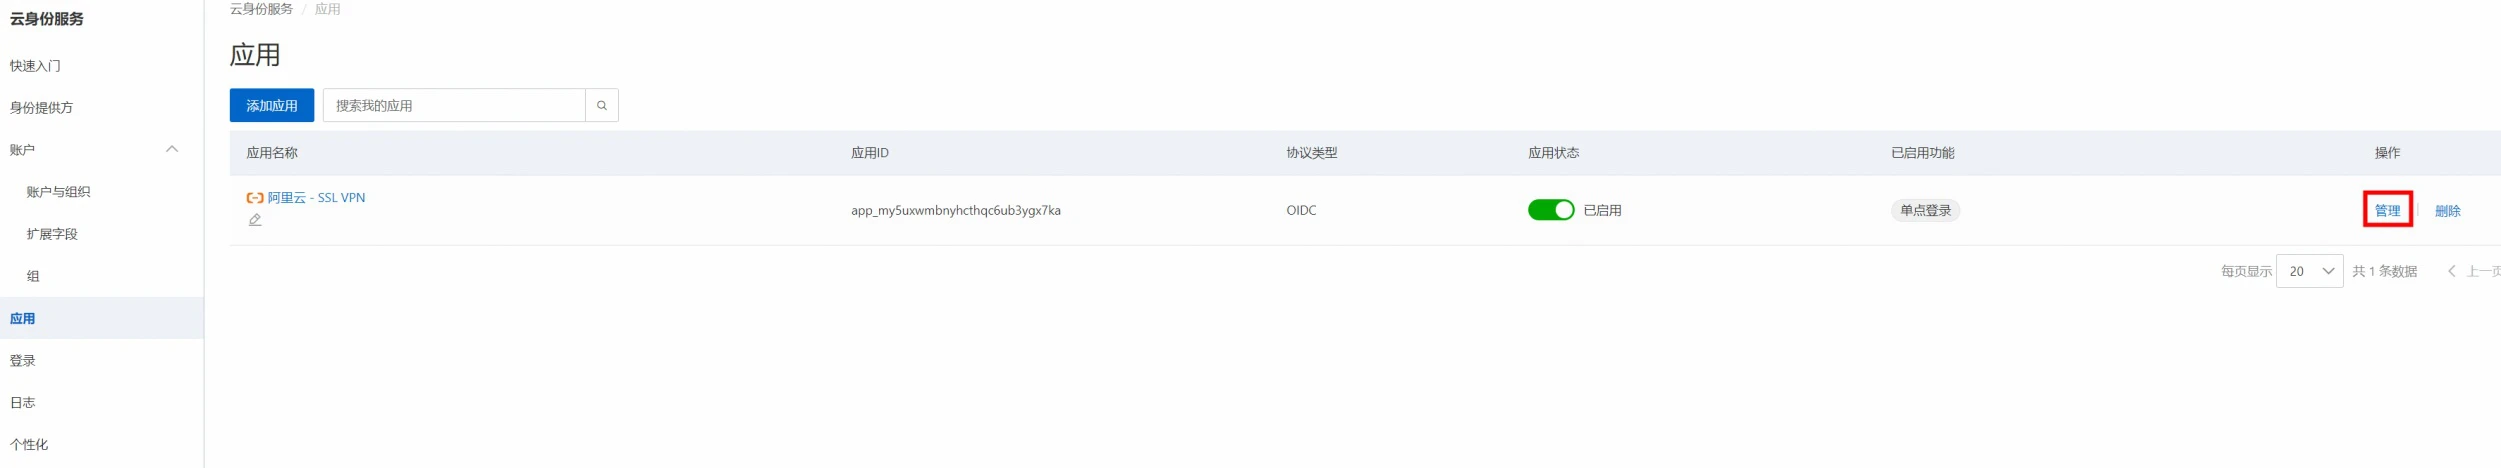 云身份服务
快速入门
身份提供方
账户
账户与组织
扩展字段
组
应用
登录
日志
个性化
云身份服务 / 应用
应用
添加应用 搜索我的应用
应用名称 应用ID 协议类型 应用状态 已启用功能 操作
阿里云 - SSL VPN
app_my5uxwmbnyhcthqc6ub3ygx7ka OIDC 已启用 单点登录 管理 删除
每页显示 20 共 1 条数据 上一页